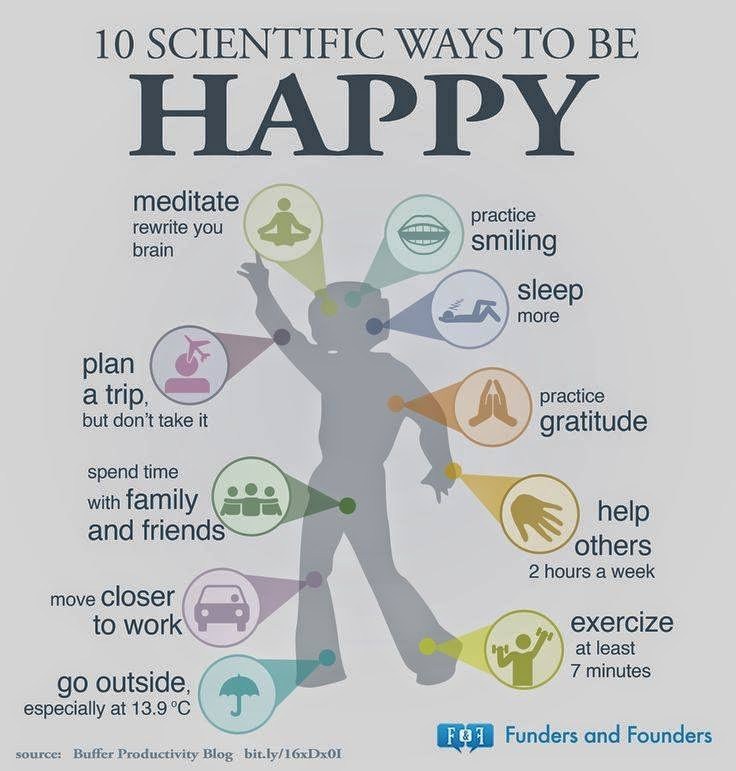 10 SCIENTIFIC WAYS TO BE
HAPPY
meditate
rewrite you
brain
practice
smiling
sleep
more
plan
a trip,
but don't take it
practice
gratitude
spend time
with family
and friends
help
others
2 hours a week
move closer
to work
exercize
at least
7 minutes
go outside,
especially at 13.9 °C
F&F Funders and Founders
source: Buffer Productivity Blog bit.ly/16xDx0I